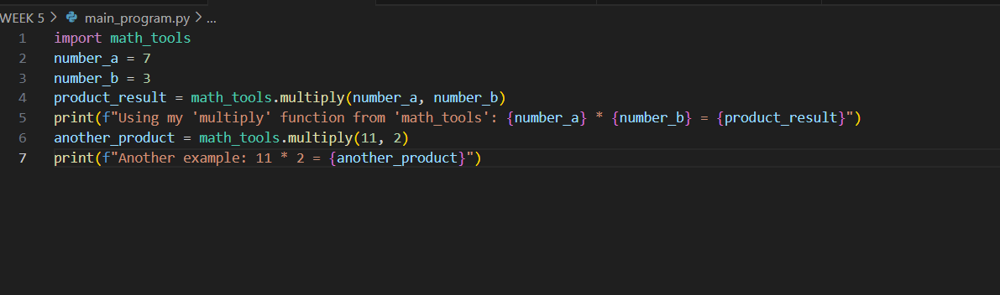 WEEK 5 > main_program.py > ...
1 import math_tools
2 number_a = 7
3 number_b = 3
4 product_result = math_tools.multiply(number_a, number_b)
5 print(f"Using my 'multiply' function from 'math_tools': {number_a} * {number_b} = {product_result}")
6 another_product = math_tools.multiply(11, 2)
7 print(f"Another example: 11 * 2 = {another_product}")